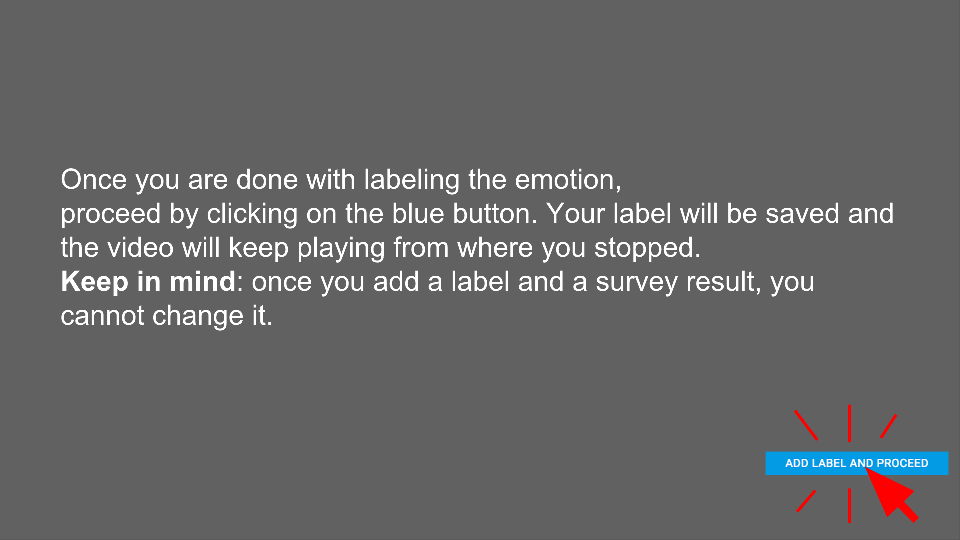 Once you are done with labeling the emotion,
proceed by clicking on the blue button. Your label will be saved and
the video will keep playing from where you stopped.
Keep in mind: once you add a label and a survey result, you
cannot change it.
ADD LABEL AND PROCEED